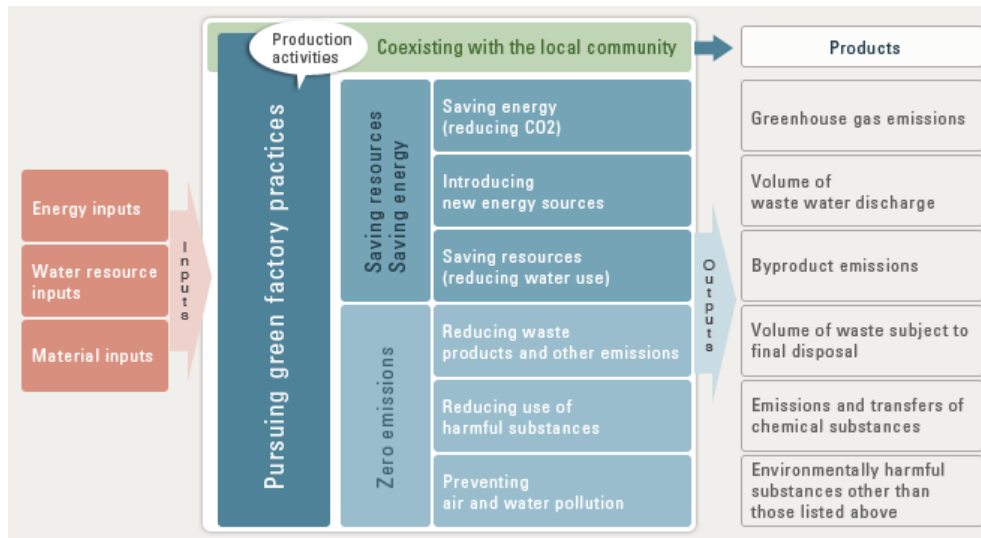 Production
activities
Coexisting with the local community
Products
Energy inputs
Water resource
inputs
Material inputs
Inputs
Pursuing green factory practices
Saving resources
Saving energy
Saving energy
(reducing CO2)
Introducing
new energy sources
Saving resources
(reducing water use)
Zero emissions
Reducing waste
products and other emissions
Reducing use of
harmful substances
Preventing
air and water pollution
Outputs
Greenhouse gas emissions
Volume of
waste water discharge
Byproduct emissions
Volume of waste subject to
final disposal
Emissions and transfers of
chemical substances
Environmentally harmful
substances other than
those listed above